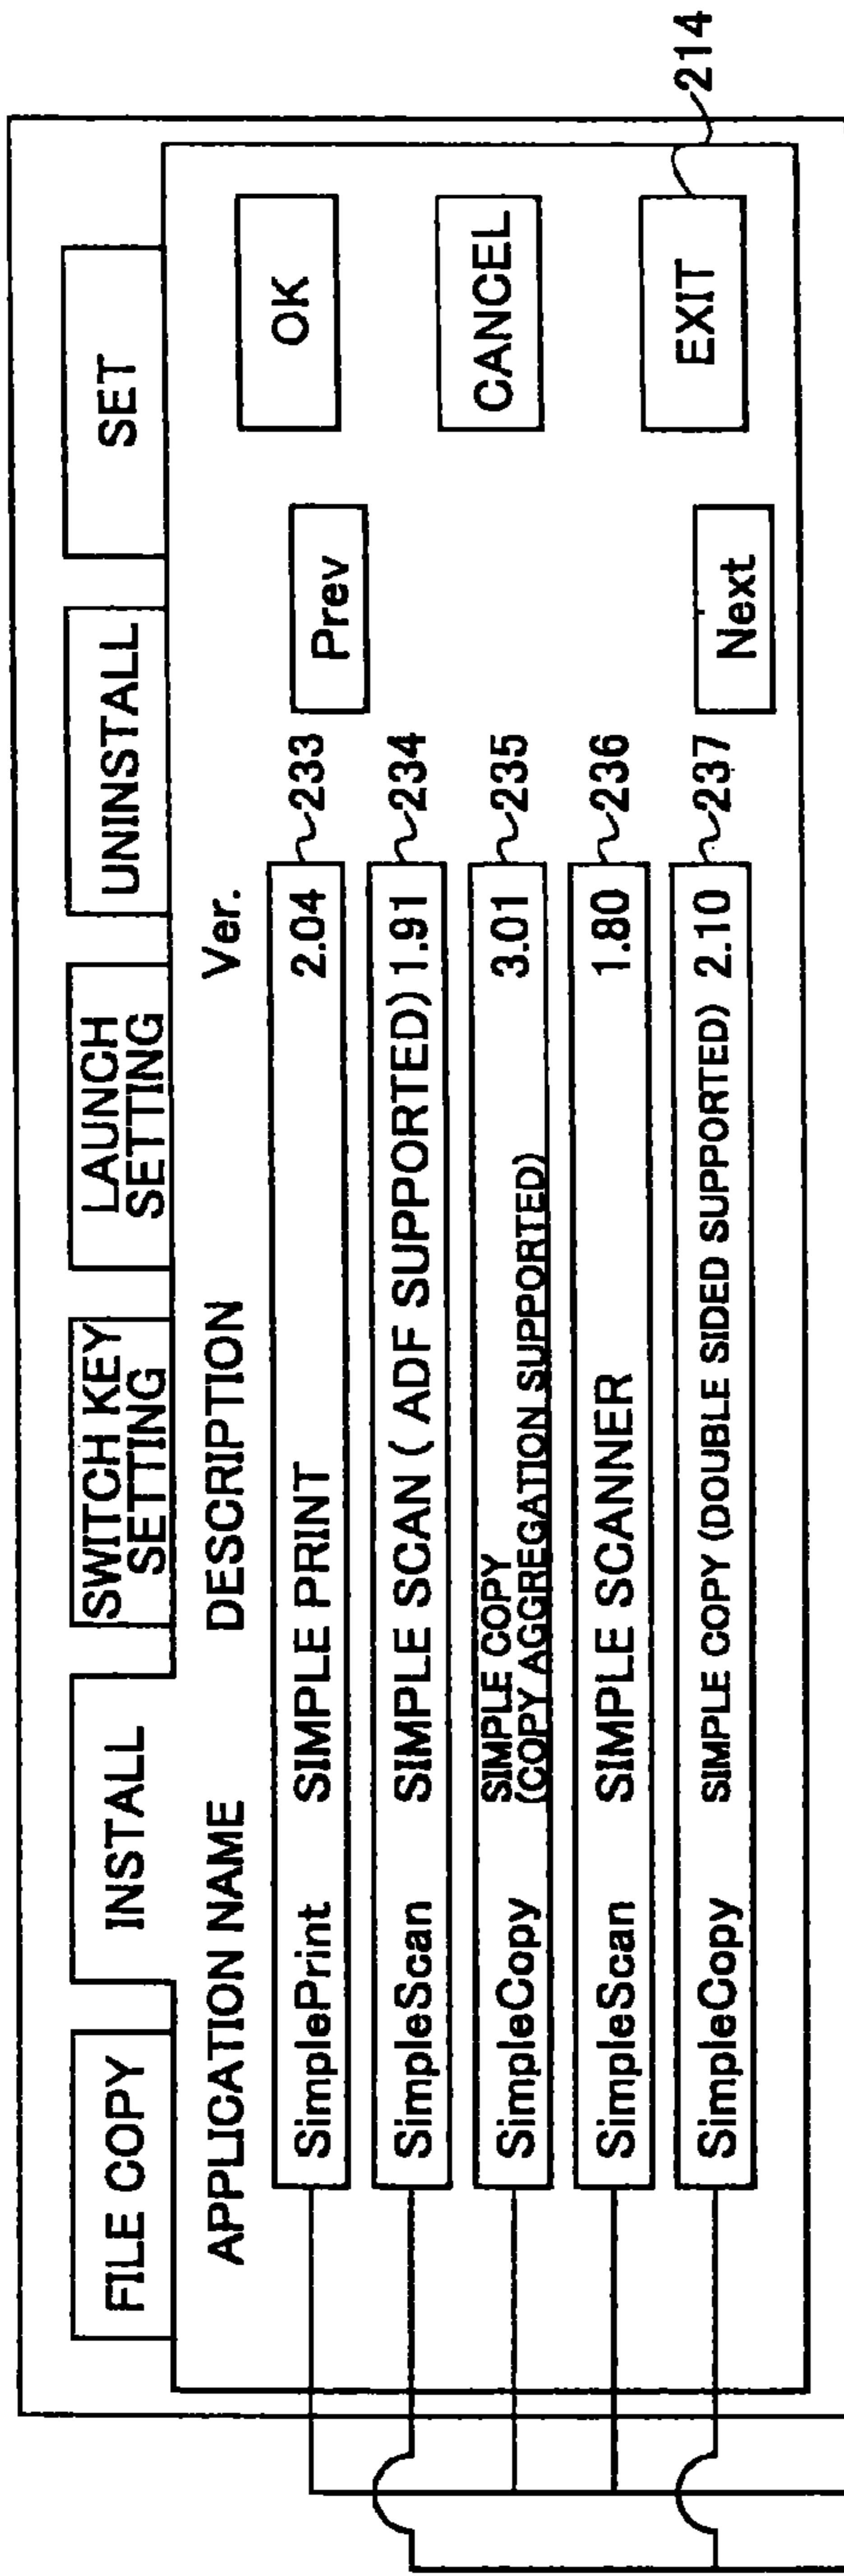 FILE COPY
INSTALL
SWITCH KEY
SETTING
LAUNCH
SETTING
UNINSTALL
SET
APPLICATION NAME DESCRIPTION Ver.
SimplePrint SIMPLE PRINT 2.04 233
SimpleScan SIMPLE SCAN ( ADF SUPPORTED) 1.91 234
SimpleCopy SIMPLE COPY
(COPY AGGREGATION SUPPORTED) 3.01 235
SimpleScan SIMPLE SCANNER 1.80 236
SimpleCopy SIMPLE COPY (DOUBLE SIDED SUPPORTED) 2.10 237
Prev
Next
OK
CANCEL
EXIT
214